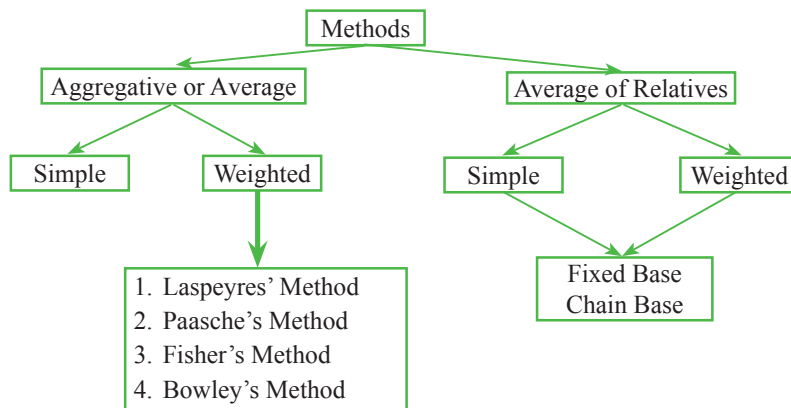 Methods
Aggregative or Average
Average of Relatives
Simple
Weighted
Simple
Weighted
1. Laspeyres’ Method
2. Paasche’s Method
3. Fisher’s Method
4. Bowley’s Method
Fixed Base
Chain Base